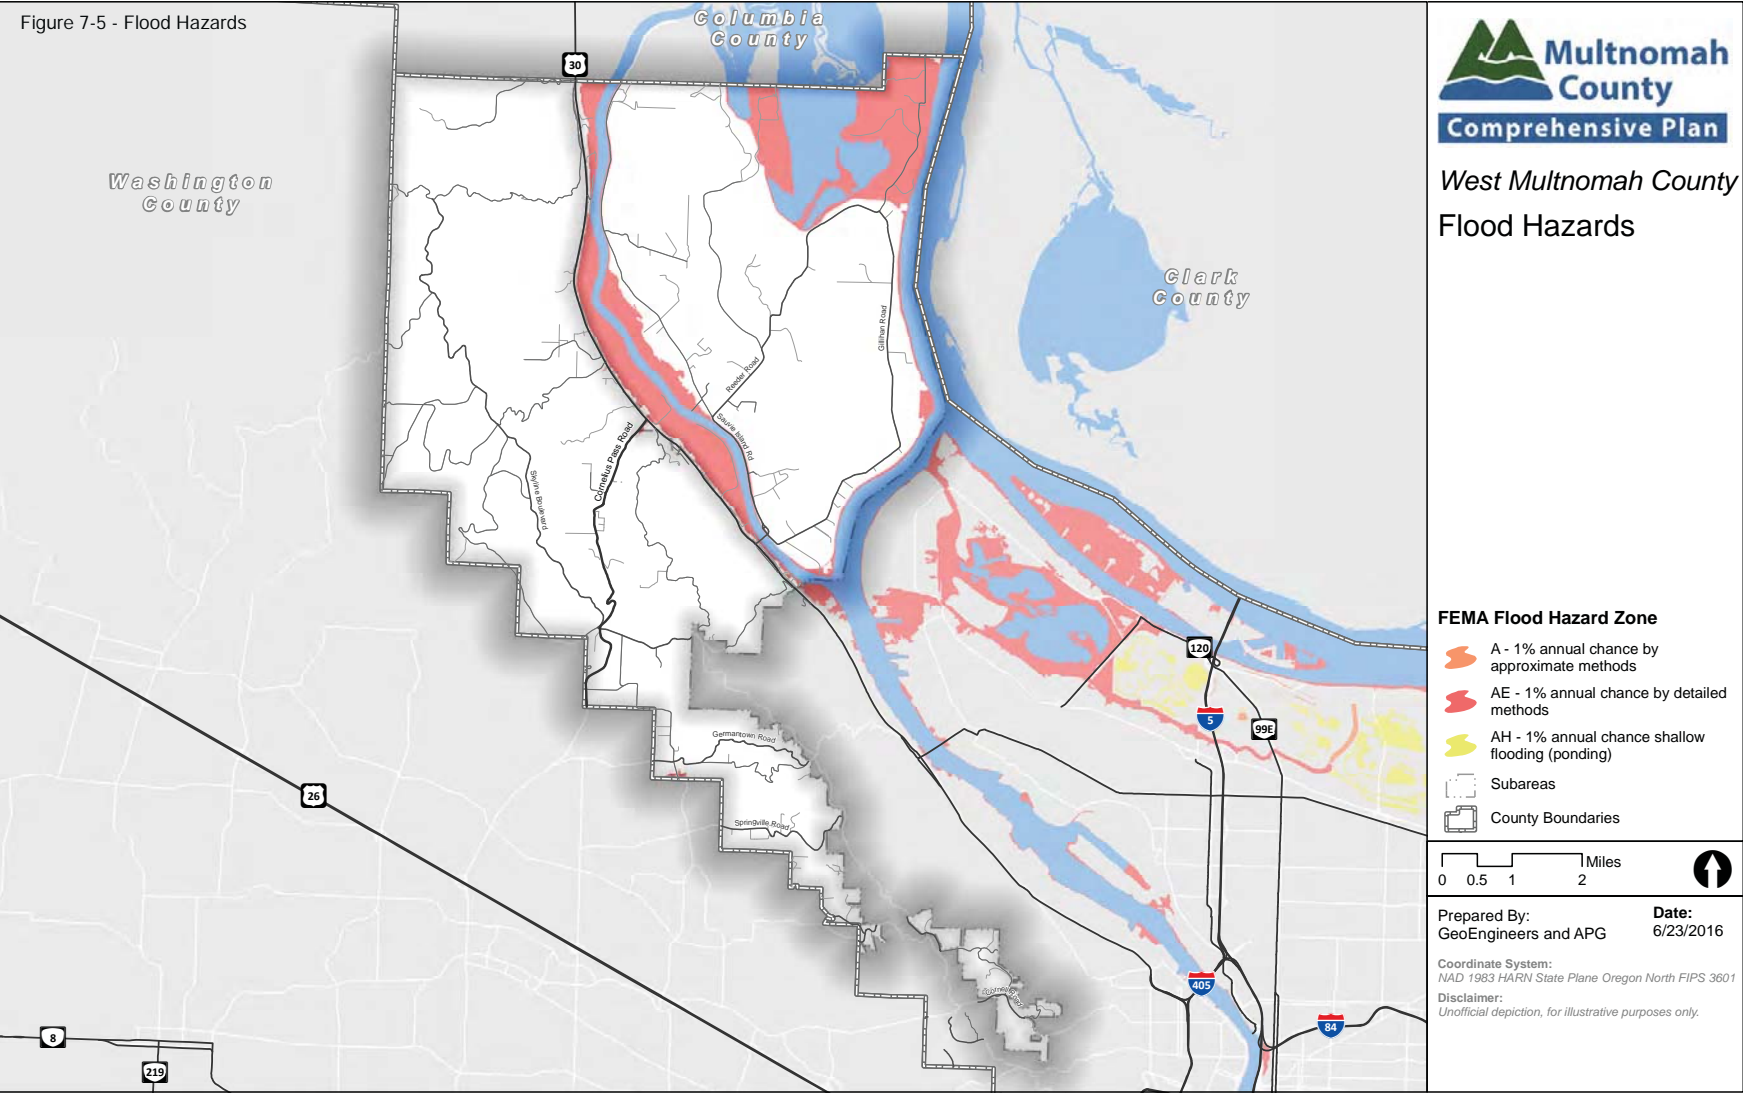 Figure 7-5 - Flood Hazards
Columbia
County
30
Washington
County
Clark
County
Gillihan Road
Reeder Road
Sauvie Island Rd
Cornelius Pass Road
Skyline Boulevard
120
5
99E
Germantown Road
26
Springville Road
405
84
8
219
Multnomah
County
Comprehensive Plan
West Multnomah County
Flood Hazards
FEMA Flood Hazard Zone
A - 1% annual chance by
approximate methods
AE - 1% annual chance by detailed
methods
AH - 1% annual chance shallow
flooding (ponding)
Subareas
County Boundaries
Miles
0 0.5 1 2
Prepared By:
GeoEngineers and APG
Date:
6/23/2016
Coordinate System:
NAD 1983 HARN State Plane Oregon North FIPS 3601
Disclaimer:
Unofficial depiction, for illustrative purposes only.